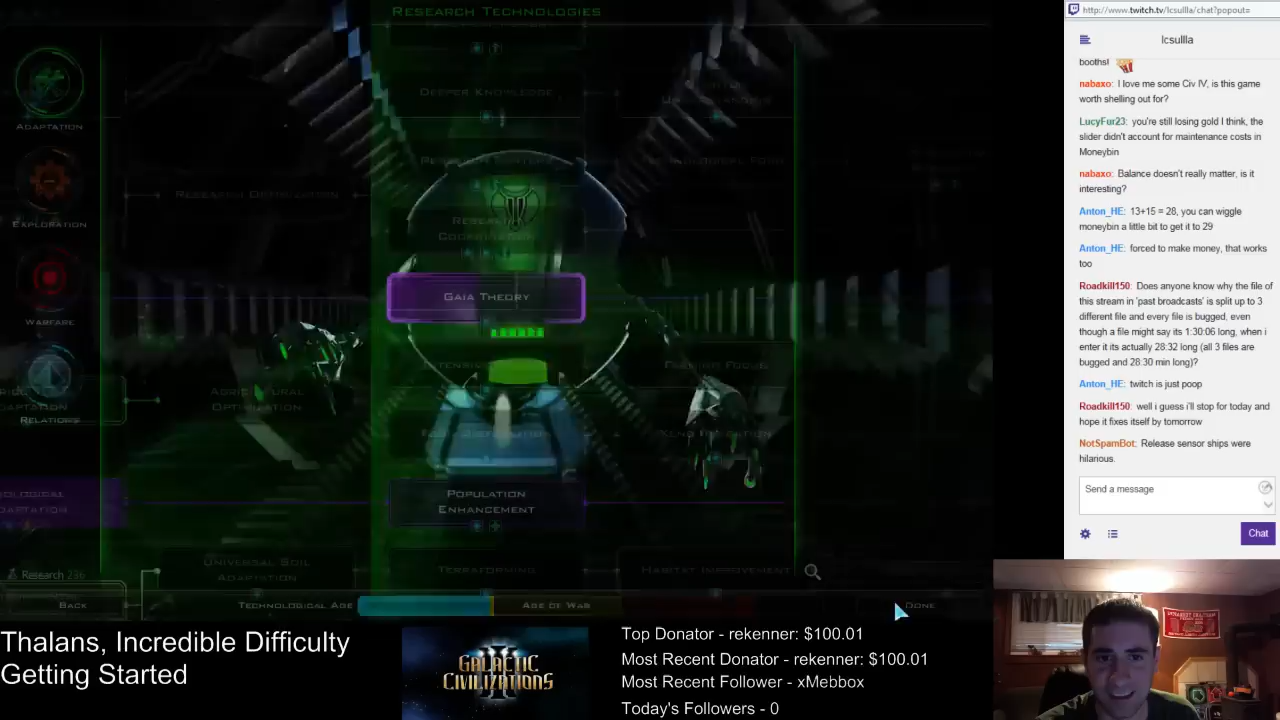 Research Technologies
Deeper Knowledge
Adaptation
Research Optimization
Exploration
Research
Gaia Theory
Warfare
Agricultural
Optimization
Relations
Population
Enhancement
Universal Soil
Adaptation
Terraforming
Habitat Improvement
Research 236
Back
Technological Age
Age of War
Done
http://www.twitch.tv/lcsullla/chat?popout=
lcsullla
booths!
nabaxo: I love me some Civ IV, is this game
worth shelling out for?
LucyFur23: you're still losing gold I think, the
slider didn't account for maintenance costs in
Moneybin
nabaxo: Balance doesn't really matter, is it
interesting?
Anton_HE: 13+15 = 28, you can wiggle
moneybin a little bit to get it to 29
Anton_HE: forced to make money, that works
too
Roadkill150: Does anyone know why the file of
this stream in 'past broadcasts' is split up to 3
different file and every file is bugged, even
though a file might say its 1:30:06 long, when i
enter it its actually 28:32 long (all 3 files are
bugged and 28:30 min long)?
Anton_HE: twitch is just poop
Roadkill150: well i guess i'll stop for today and
hope it fixes itself by tomorrow
NotSpamBot: Release sensor ships were
hilarious.
Send a message
Chat
Thalans, Incredible Difficulty
Getting Started
Galactic
Civilizations
III
Top Donator - rekenner: $100.01
Most Recent Donator - rekenner: $100.01
Most Recent Follower - xMebbox
Today's Followers - 0